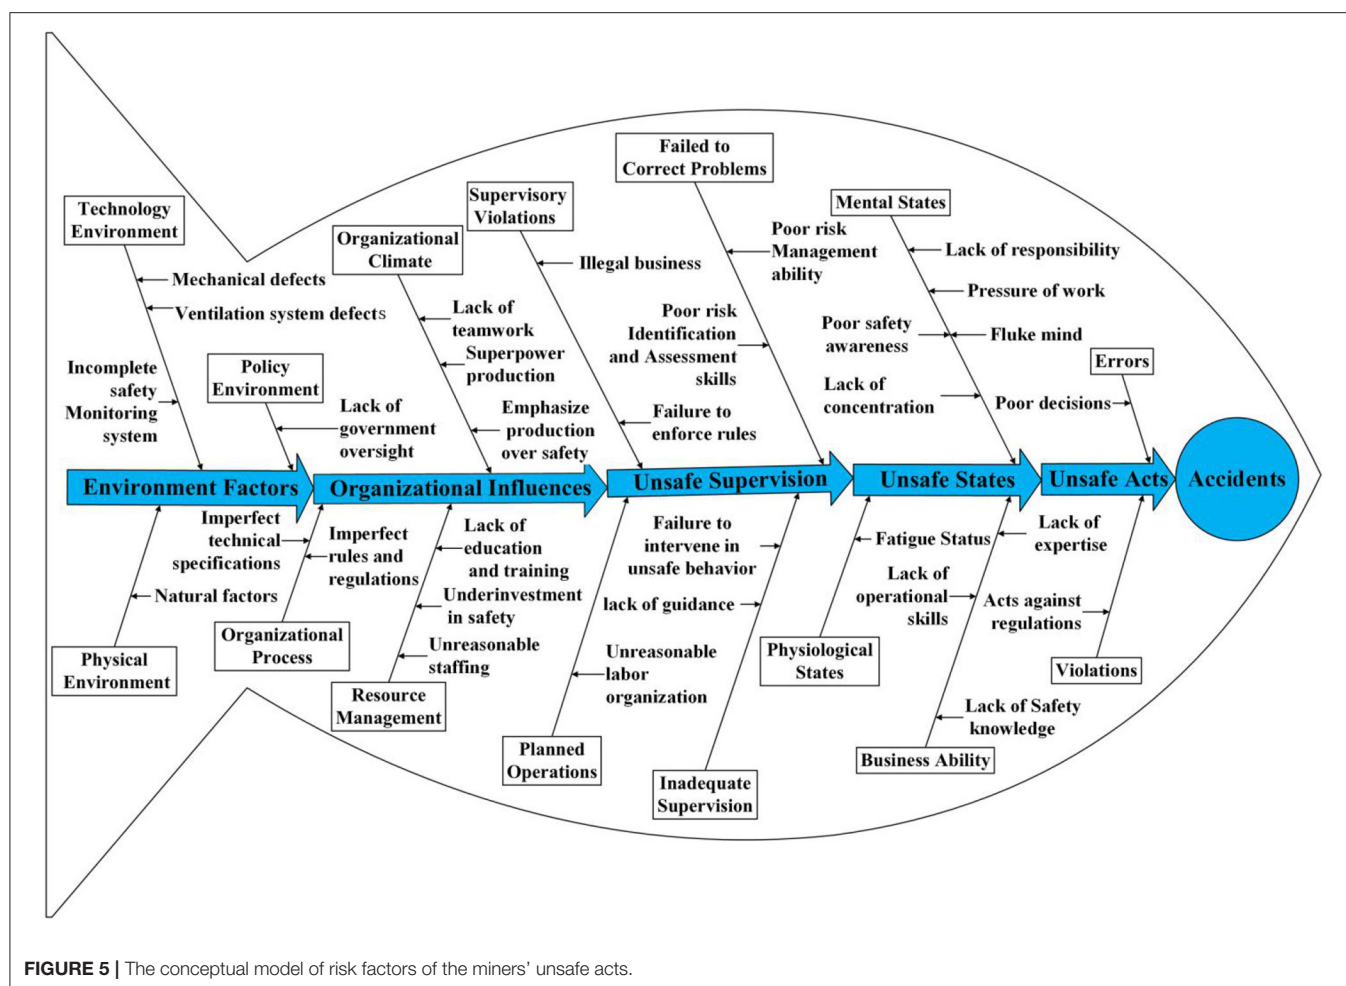 Failed to
Correct Problems
Supervisory
Violations
Mental States
Technology
Environment
Organizational
Climate
Poor risk
Management
ability
Lack of responsibility
Illegal business
Mechanical defects
Pressure of work
Ventilation system defects
Lack of
teamwork
Poor risk
Identification
and Assessment
skills
Poor safety
awareness
Fluke mind
Superpower
production
Errors
Incomplete
safety
Monitoring
system
Policy
Environment
Lack of
concentration
Poor decisions
Lack of
government
oversight
Emphasize
production
over safety
Failure to
enforce rules
Environment Factors
Organizational Influences
Unsafe Supervision
Unsafe States
Unsafe Acts
Accidents
Imperfect
technical
specifications
Imperfect
rules and
regulations
Lack of
education
and training
Failure to
intervene in
unsafe behavior
Fatigue Status
Lack of
expertise
Natural factors
Underinvestment
in safety
lack of guidance
Lack of
operational
skills
Acts against
regulations
Organizational
Process
Unreasonable
staffing
Unreasonable
labor
organization
Physiological
States
Violations
Physical
Environment
Resource
Management
Lack of Safety
knowledge
Planned
Operations
Inadequate
Supervision
Business Ability
FIGURE 5 | The conceptual model of risk factors of the miners' unsafe acts.